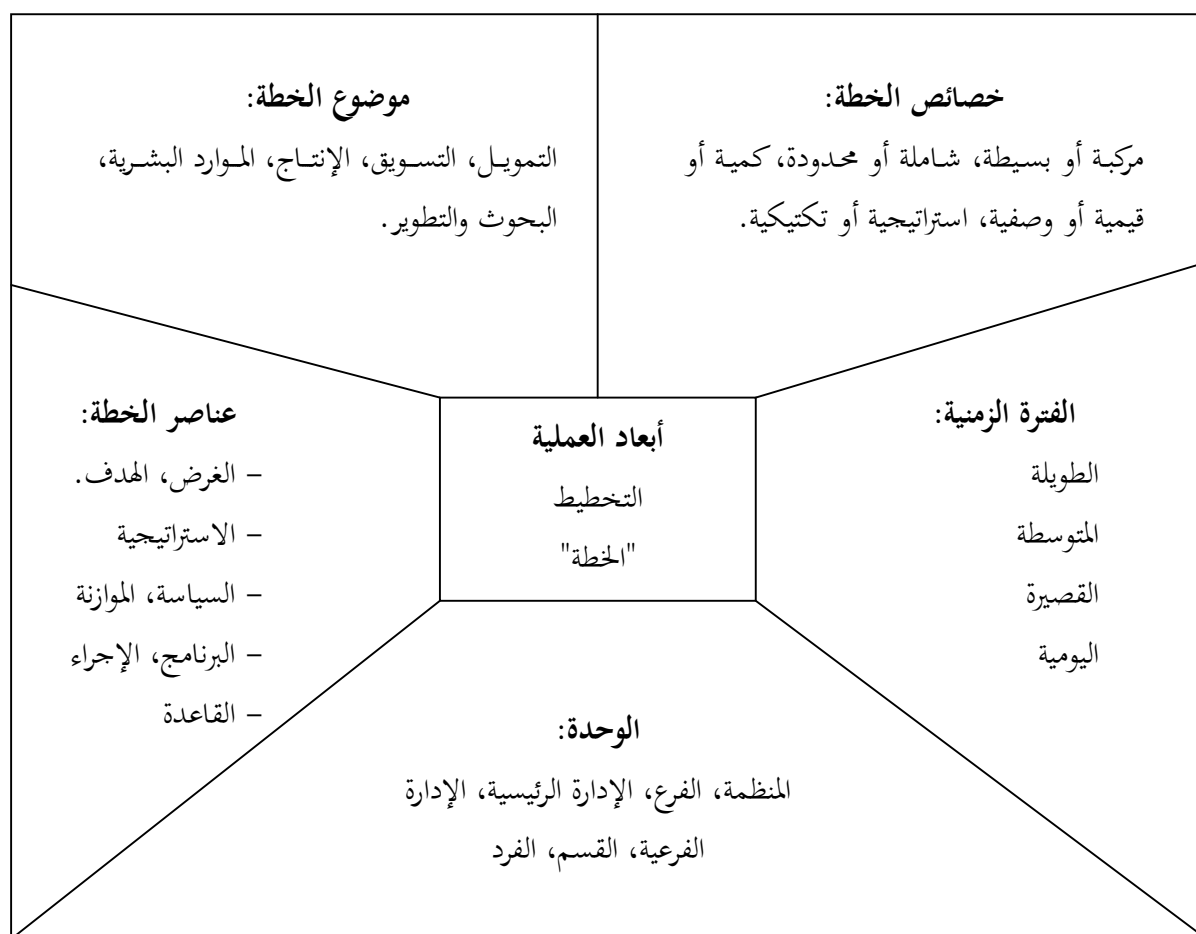 خصائص الخطة:
مركبة أو بسيطة، شاملة أو محدودة، كمية أو
قيمية أو وصفية، استراتيجية أو تكتيكية.
موضوع الخطة:
التمويل، التسويق، الإنتاج، الموارد البشرية،
البحوث والتطوير.
الفترة الزمنية:
الطويلة
المتوسطة
القصيرة
اليومية
أبعاد العملية
التخطيط
"الخطة"
عناصر الخطة:
– الغرض، الهدف.
– الاستراتيجية
– السياسة، الموازنة
– البرنامج، الإجراء
– القاعدة
الوحدة:
المنظمة، الفرع، الإدارة الرئيسية، الإدارة
الفرعية، القسم، الفرد